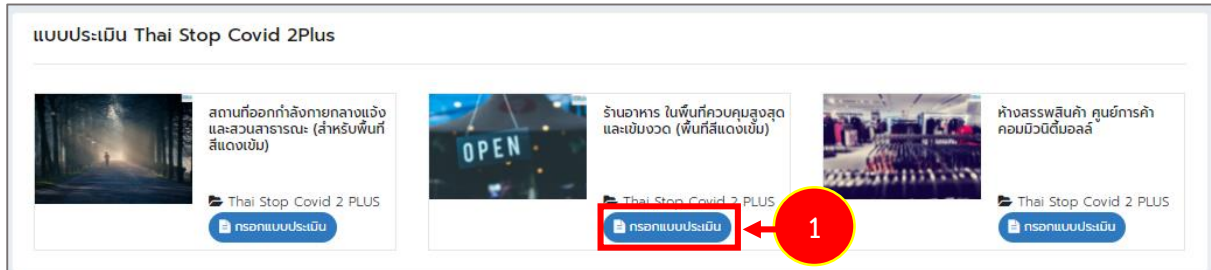 แบบประเมิน Thai Stop Covid 2Plus
สถานที่ออกกำลังกายกลางแจ้ง
และสวนสาธารณะ (สำหรับพื้นที่
สีแดงเข้ม)
Thai Stop Covid 2 PLUS
กรอกแบบประเมิน
OPEN
ร้านอาหาร ในพื้นที่ควบคุมสูงสุด
และเข้มงวด (พื้นที่สีแดงเข้ม)
Thai Stop Covid 2 PLUS
กรอกแบบประเมิน
1
ห้างสรรพสินค้า ศูนย์การค้า
คอมมิวนิตี้มอลล์
Thai Stop Covid 2 PLUS
กรอกแบบประเมิน